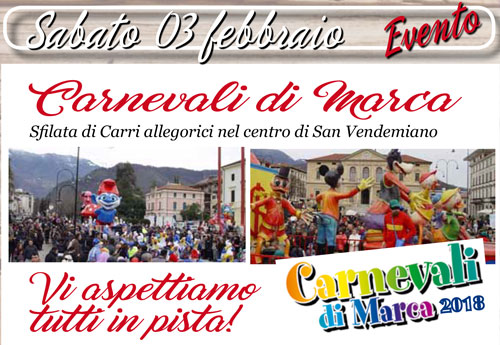 Sabato 03 febbraio
Evento
Carnevali di Marca
Sfilata di Carri allegorici nel centro di San Vendemiano
Vi aspettiamo
tutti in pista!
Carnevali
di Marca 2018